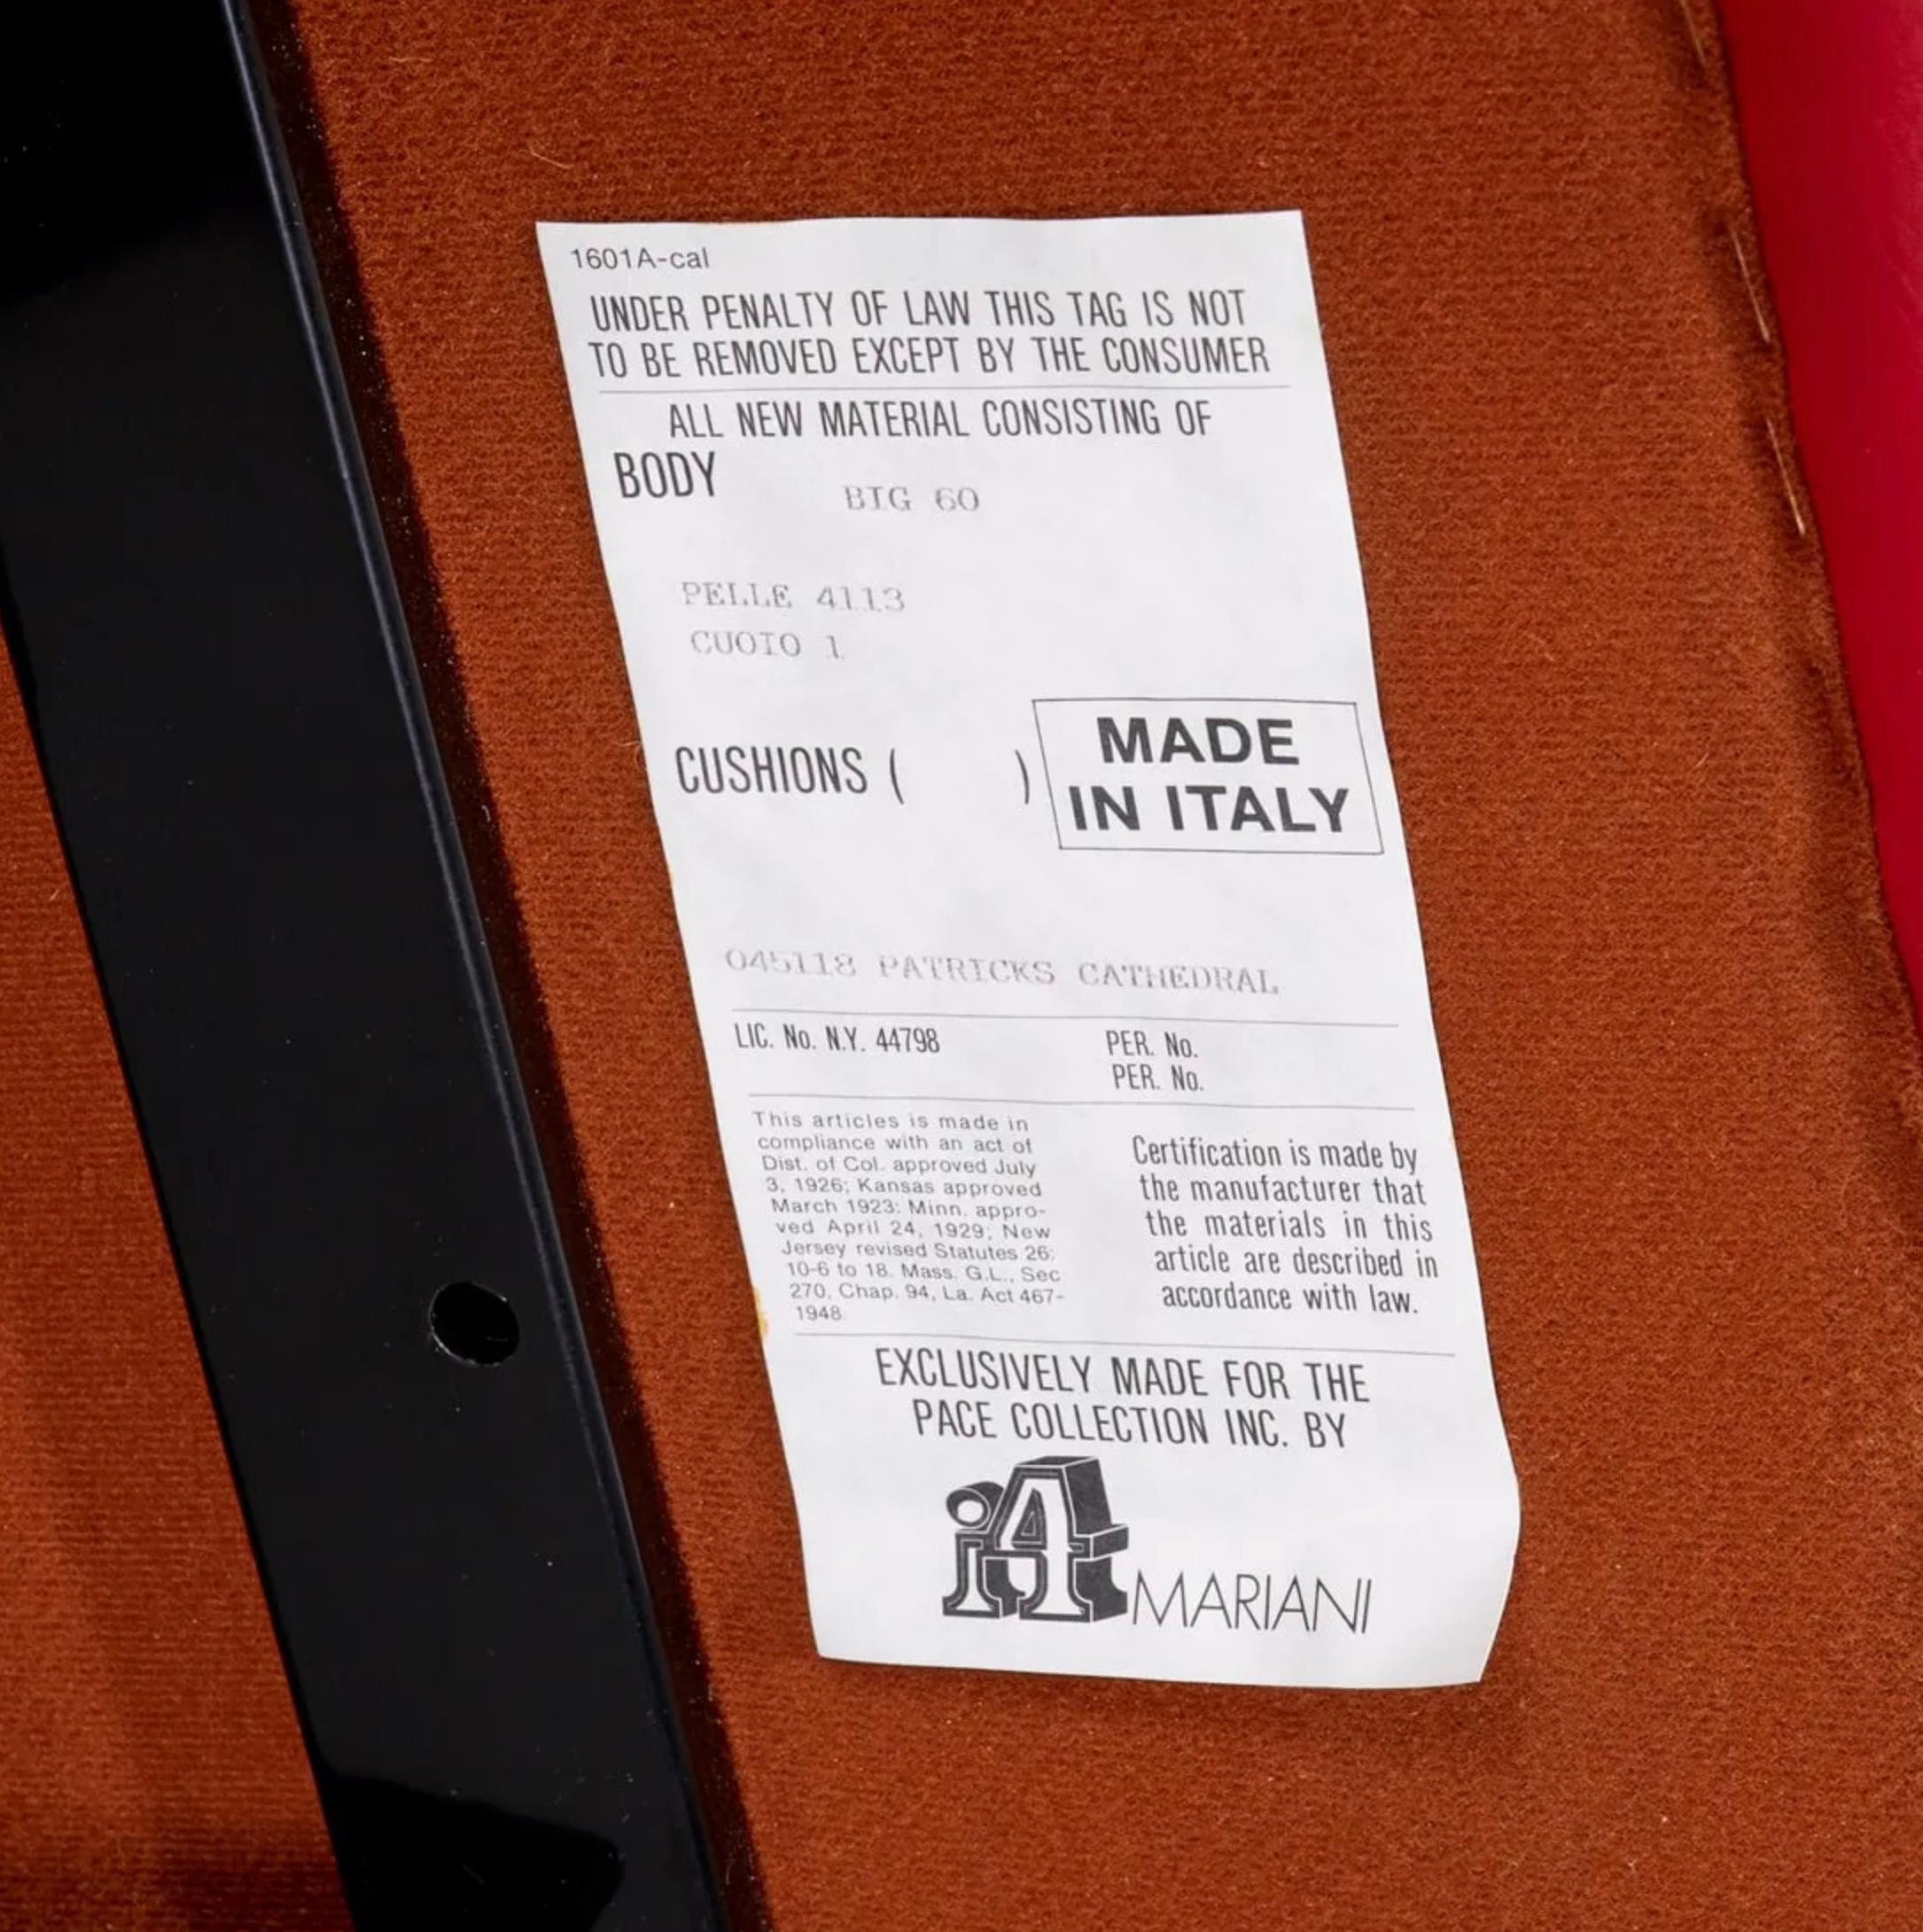 1601A-cal
UNDER PENALTY OF LAW THIS TAG IS NOT
TO BE REMOVED EXCEPT BY THE CONSUMER
ALL NEW MATERIAL CONSISTING OF
BODY
BIG 60
PELLE 4113
CUOIO 1
CUSHIONS ( )
MADE
IN ITALY
045118 PATRICKS CATHEDRAL
LIC. No. N.Y. 44798
PER. No.
PER. No.
This articles is made in
compliance with an act of
Dist. of Col. approved July
3, 1926; Kansas approved
March 1923: Minn. appro-
ved April 24, 1929; New
Jersey revised Statutes 26:
10-6 to 18. Mass. G.L., Sec
270, Chap. 94, La. Act 467-
1948.
Certification is made by
the manufacturer that
the materials in this
article are described in
accordance with law.
EXCLUSIVELY MADE FOR THE
PACE COLLECTION INC. BY
iA MARIANI